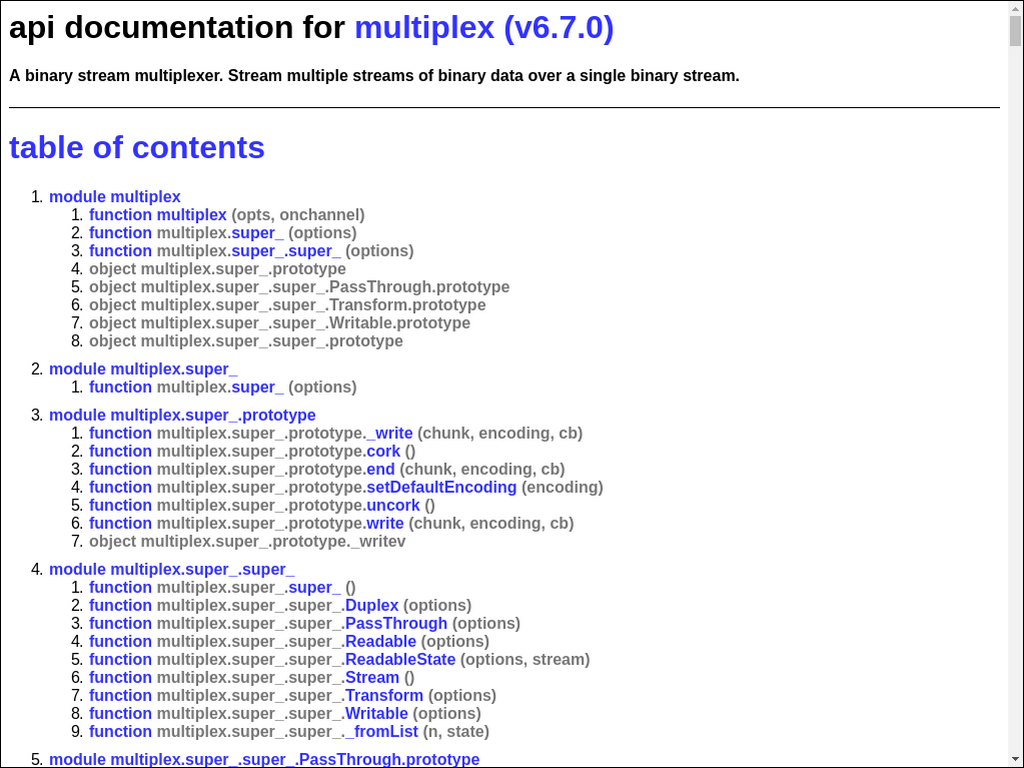 api documentation for multiplex (v6.7.0)
A binary stream multiplexer. Stream multiple streams of binary data over a single binary stream.
table of contents
1. module multiplex
1. function multiplex (opts, onchannel)
2. function multiplex.super_ (options)
3. function multiplex.super_.super_ (options)
4. object multiplex.super_.prototype
5. object multiplex.super_.super_.PassThrough.prototype
6. object multiplex.super_.super_.Transform.prototype
7. object multiplex.super_.super_.Writable.prototype
8. object multiplex.super_.super_.prototype
2. module multiplex.super_
1. function multiplex.super_ (options)
3. module multiplex.super_.prototype
1. function multiplex.super_.prototype._write (chunk, encoding, cb)
2. function multiplex.super_.prototype.cork ()
3. function multiplex.super_.prototype.end (chunk, encoding, cb)
4. function multiplex.super_.prototype.setDefaultEncoding (encoding)
5. function multiplex.super_.prototype.uncork ()
6. function multiplex.super_.prototype.write (chunk, encoding, cb)
7. object multiplex.super_.prototype._writev
4. module multiplex.super_.super_
1. function multiplex.super_.super_ ()
2. function multiplex.super_.super_.Duplex (options)
3. function multiplex.super_.super_.PassThrough (options)
4. function multiplex.super_.super_.Readable (options)
5. function multiplex.super_.super_.ReadableState (options, stream)
6. function multiplex.super_.super_.Stream ()
7. function multiplex.super_.super_.Transform (options)
8. function multiplex.super_.super_.Writable (options)
9. function multiplex.super_.super_._fromList (n, state)
5. module multiplex.super_.super_.PassThrough.prototype